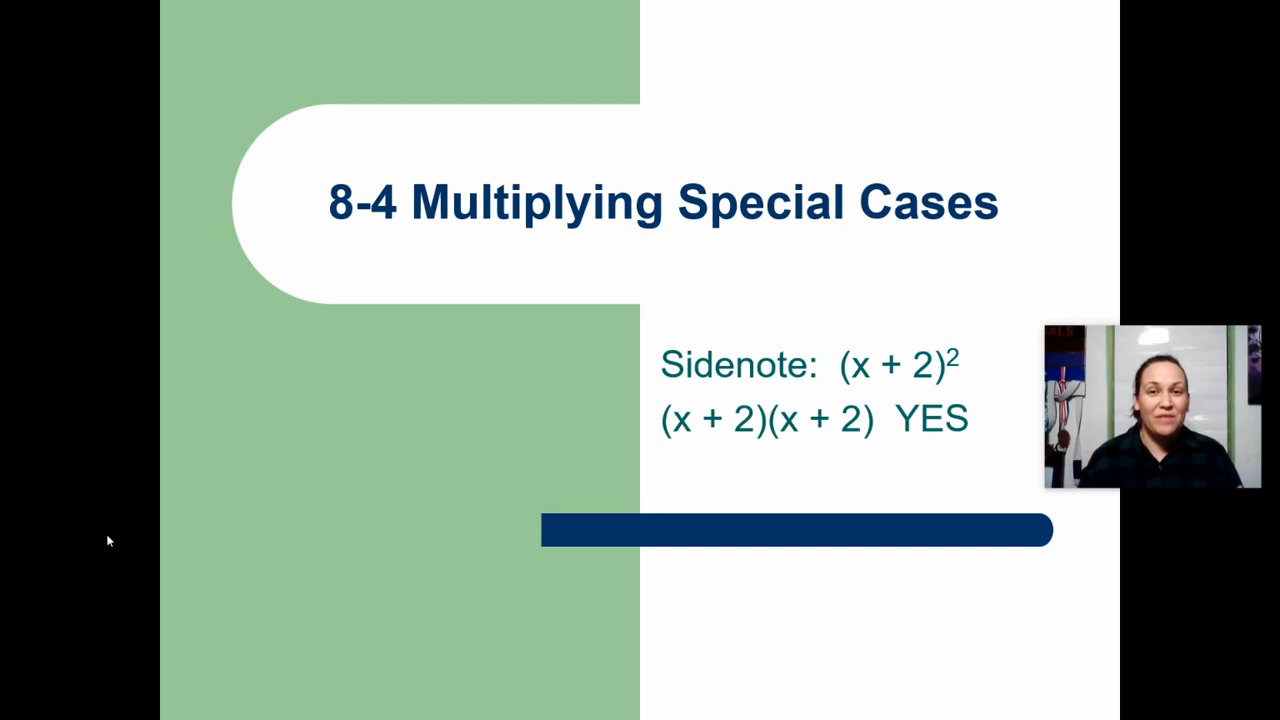 8-4 Multiplying Special Cases
Sidenote: (x + 2)²
(x + 2)(x + 2) YES